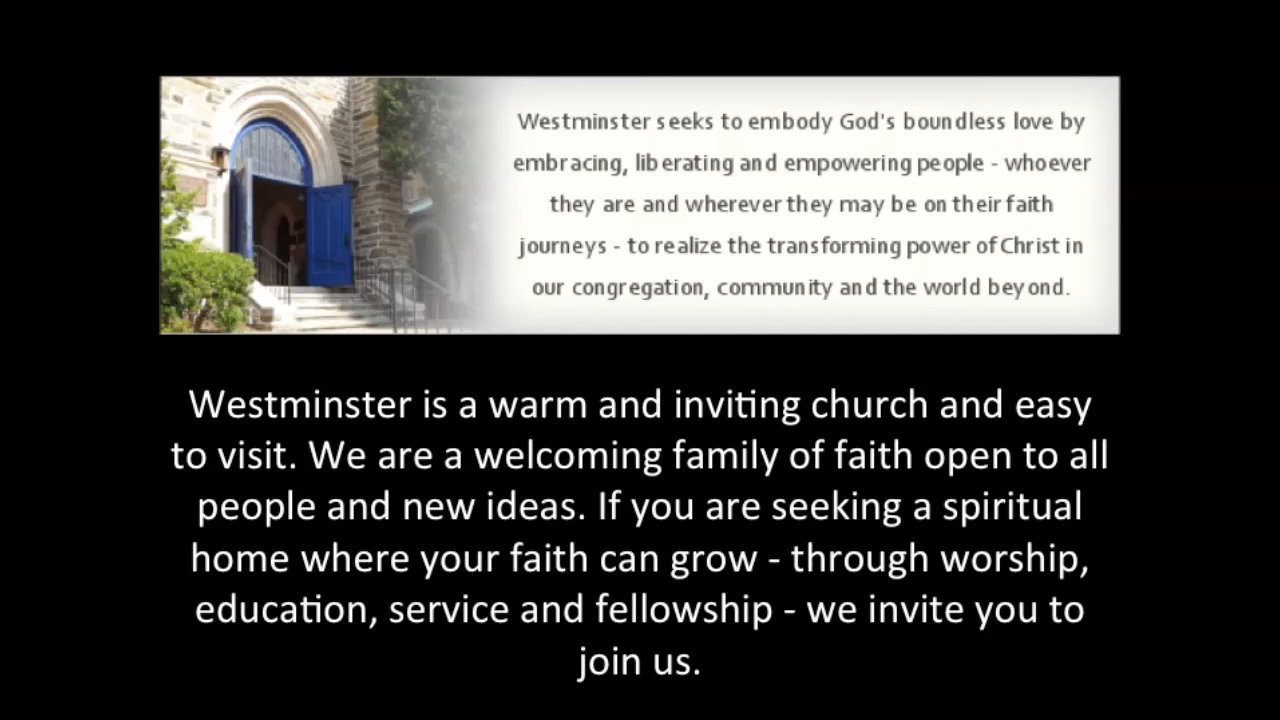 Westminster seeks to embody God's boundless love by
embracing, liberating and empowering people - whoever
they are and wherever they may be on their faith
journeys - to realize the transforming power of Christ in
our congregation, community and the world beyond.
Westminster is a warm and inviting church and easy
to visit. We are a welcoming family of faith open to all
people and new ideas. If you are seeking a spiritual
home where your faith can grow - through worship,
education, service and fellowship - we invite you to
join us.